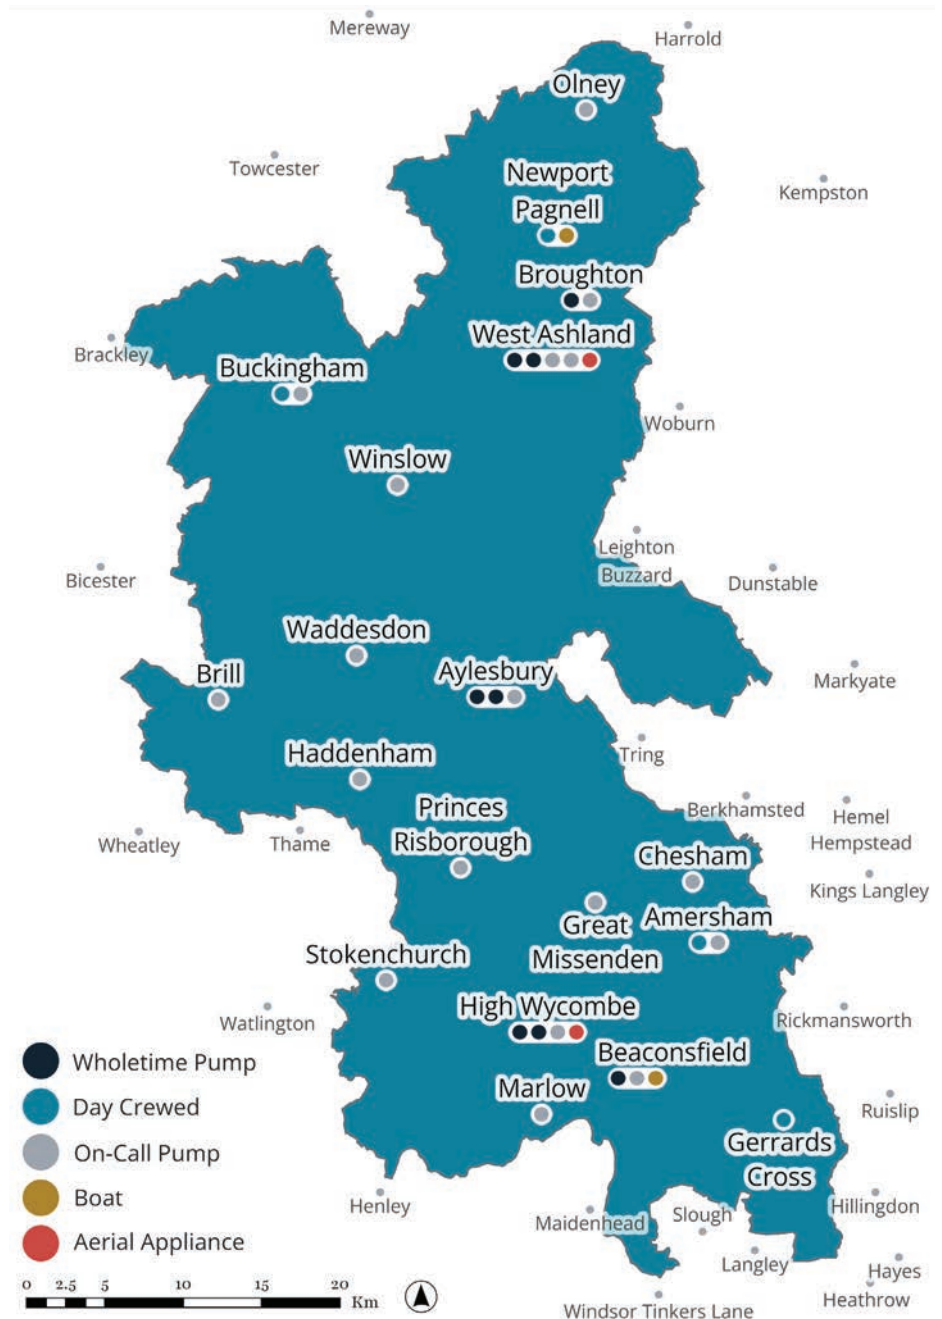 Mereway
Harrold
Olney
Towcester
Newport
Pagnell
Kempston
Broughton
West Ashland
Brackley
Buckingham
Woburn
Winslow
Leighton
Buzzard
Bicester
Dunstable
Waddesdon
Brill
Aylesbury
Markyate
Haddenham
Tring
Princes
Risborough
Berkhamsted
Hemel
Hempstead
Wheatley
Thame
Chesham
Kings Langley
Great
Missenden
Amersham
Stokenchurch
High Wycombe
Watlington
Rickmansworth
Beaconsfield
Marlow
Ruislip
Gerrards
Cross
Henley
Maidenhead
Slough
Hillingdon
Langley
Hayes
Heathrow
Windsor Tinkers Lane
Wholetime Pump
Day Crewed
On-Call Pump
Boat
Aerial Appliance
0 2.5 5 10 15 20
Km